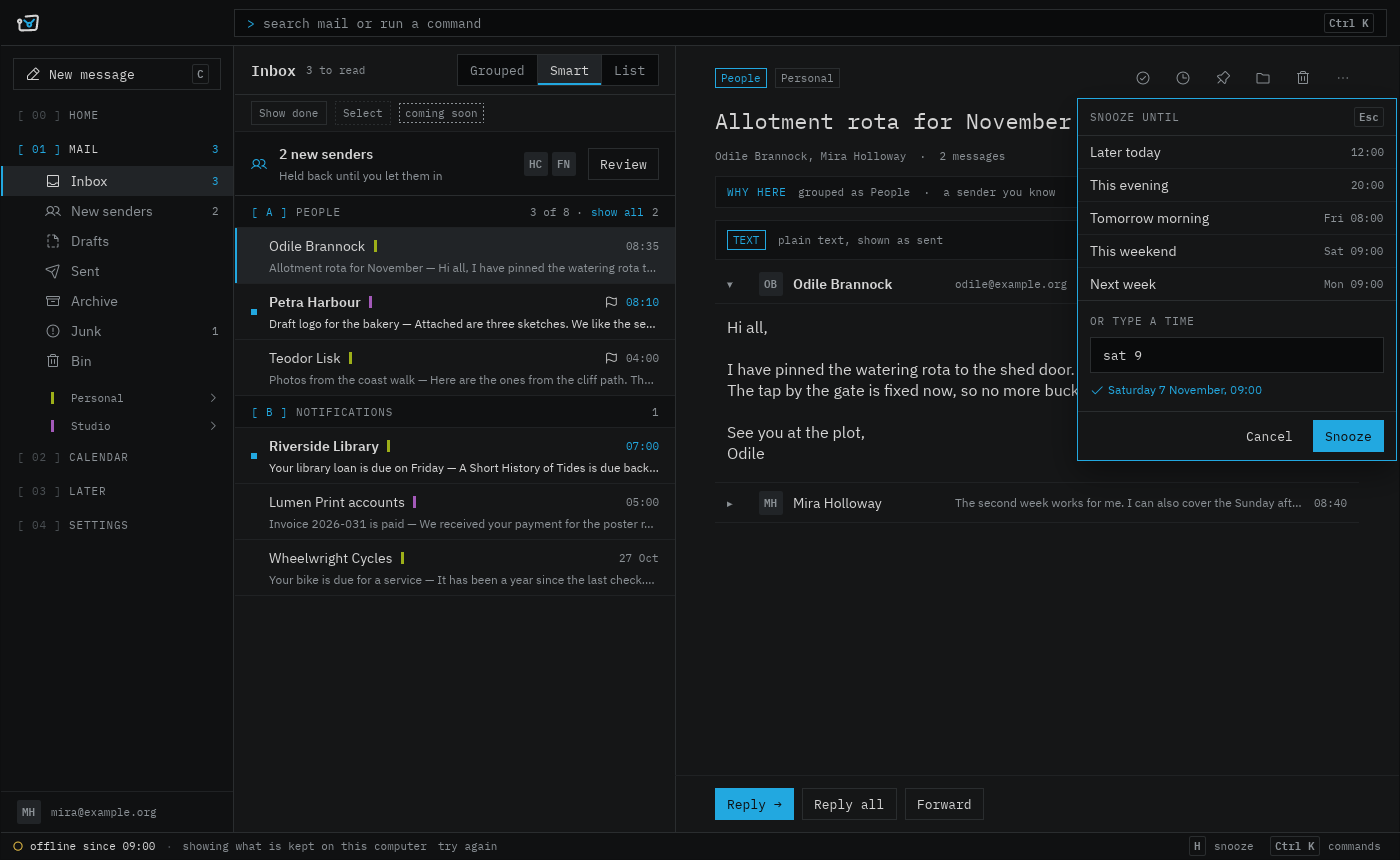 > search mail or run a command
Ctrl K
New message C
[ 00 ] HOME
[ 01 ] MAIL 3
Inbox 3
New senders 2
Drafts
Sent
Archive
Junk 1
Bin
Personal
Studio
[ 02 ] CALENDAR
[ 03 ] LATER
[ 04 ] SETTINGS
MH mira@example.org
Inbox 3 to read
Grouped Smart List
Show done Select coming soon
2 new senders
Held back until you let them in
HC FN Review
[ A ] PEOPLE 3 of 8 · show all 2
Odile Brannock 08:35
Allotment rota for November — Hi all, I have pinned the watering rota t…
Petra Harbour 08:10
Draft logo for the bakery — Attached are three sketches. We like the se…
Teodor Lisk 04:00
Photos from the coast walk — Here are the ones from the cliff path. Th…
[ B ] NOTIFICATIONS 1
Riverside Library 07:00
Your library loan is due on Friday — A Short History of Tides is due back…
Lumen Print accounts 05:00
Invoice 2026-031 is paid — We received your payment for the poster r…
Wheelwright Cycles 27 Oct
Your bike is due for a service — It has been a year since the last check.…
People Personal
Allotment rota for November
Odile Brannock, Mira Holloway · 2 messages
WHY HERE grouped as People · a sender you know
TEXT plain text, shown as sent
OB Odile Brannock odile@example.org
Hi all,
I have pinned the watering rota to the shed door.
The tap by the gate is fixed now, so no more buck
See you at the plot,
Odile
MH Mira Holloway The second week works for me. I can also cover the Sunday aft… 08:40
Reply → Reply all Forward
SNOOZE UNTIL Esc
Later today 12:00
This evening 20:00
Tomorrow morning Fri 08:00
This weekend Sat 09:00
Next week Mon 09:00
OR TYPE A TIME
sat 9
Saturday 7 November, 09:00
Cancel Snooze
offline since 09:00 · showing what is kept on this computer try again
H snooze Ctrl K commands